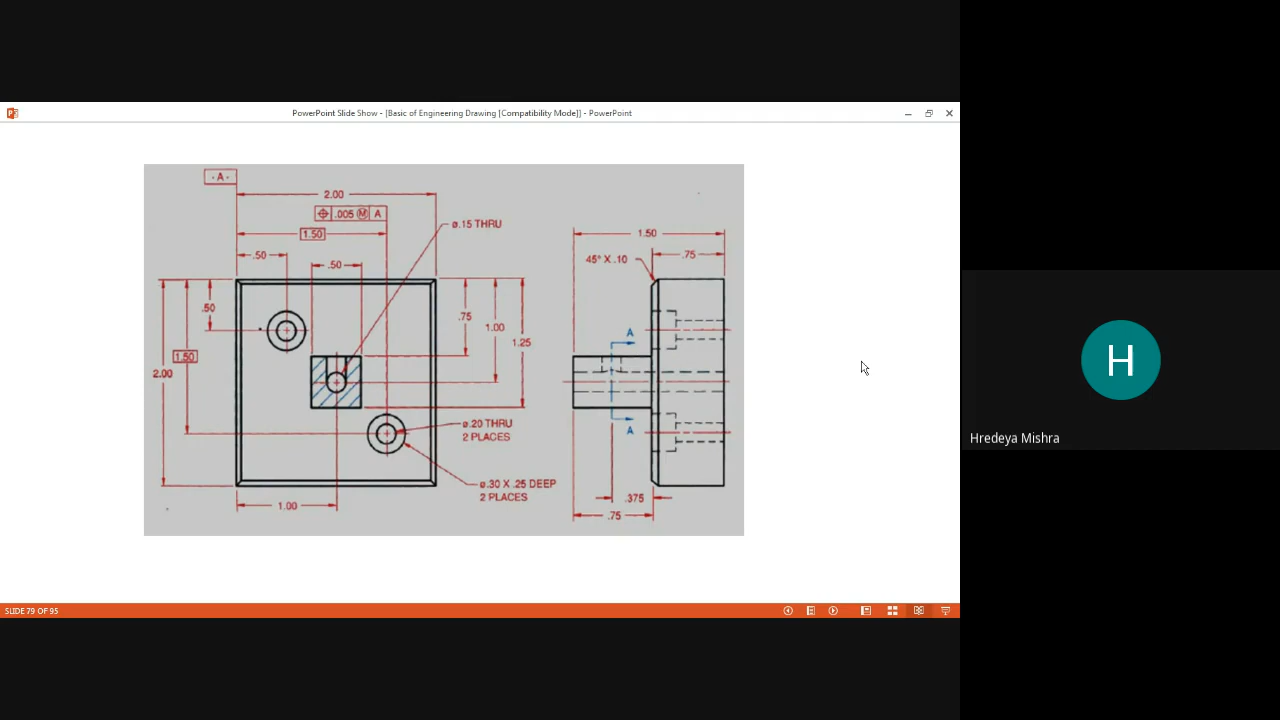 PowerPoint Slide Show - [Basic of Engineering Drawing [Compatibility Mode]] - PowerPoint
- A -
2.00
.005 Ⓜ A
1.50
.50
.50
ø.15 THRU
1.50
.75
45° X .10
.50
1.50
2.00
.75
1.00
1.25
A
A
ø.20 THRU
2 PLACES
ø.30 X .25 DEEP
2 PLACES
1.00
.375
.75
H
Hredeya Mishra
SLIDE 79 OF 95